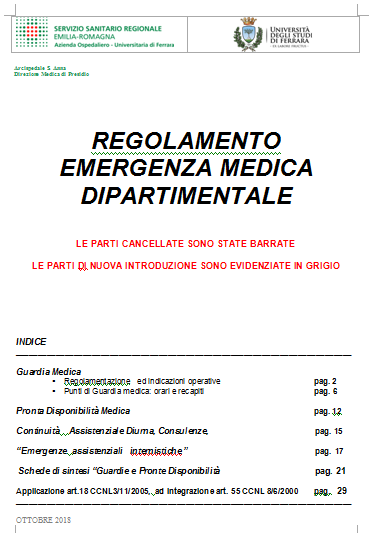 SERVIZIO SANITARIO REGIONALE
EMILIA-ROMAGNA
Azienda Ospedaliero - Universitaria di Ferrara
UNIVERSITÀ
DEGLI STUDI
DI FERRARA
- EX LABORE FRUCTUS -
Arcispedale S. Anna
Direzione Medica di Presidio
REGOLAMENTO
EMERGENZA MEDICA
DIPARTIMENTALE
LE PARTI CANCELLATE SONO STATE BARRATE
LE PARTI DI NUOVA INTRODUZIONE SONO EVIDENZIATE IN GRIGIO
INDICE
Guardia Medica
• Regolamentazione ed indicazioni operative pag. 2
• Punti di Guardia medica: orari e recapiti pag. 6
Pronta Disponibilità Medica pag. 12
Continuità Assistenziale Diurna, Consulenze, pag. 15
"Emergenze assistenziali internistiche" pag. 17
Schede di sintesi "Guardie e Pronte Disponibilità pag. 21
Applicazione art.18 CCNL3/11/2005, ad integrazione art. 55 CCNL 8/6/2000 pag. 29
OTTOBRE 2018